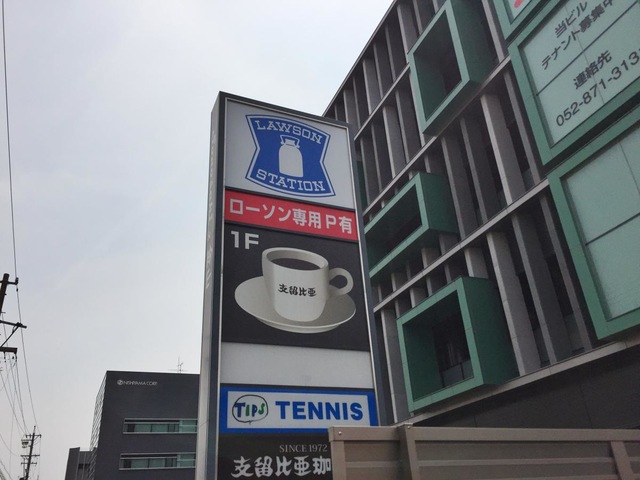 LAWSON
STATION
ローソン専用P有
1F
支留比亜
TIPS TENNIS
SINCE 1972
支留比亜珈
当ビル
テナント募集中
連絡先
052-871-313